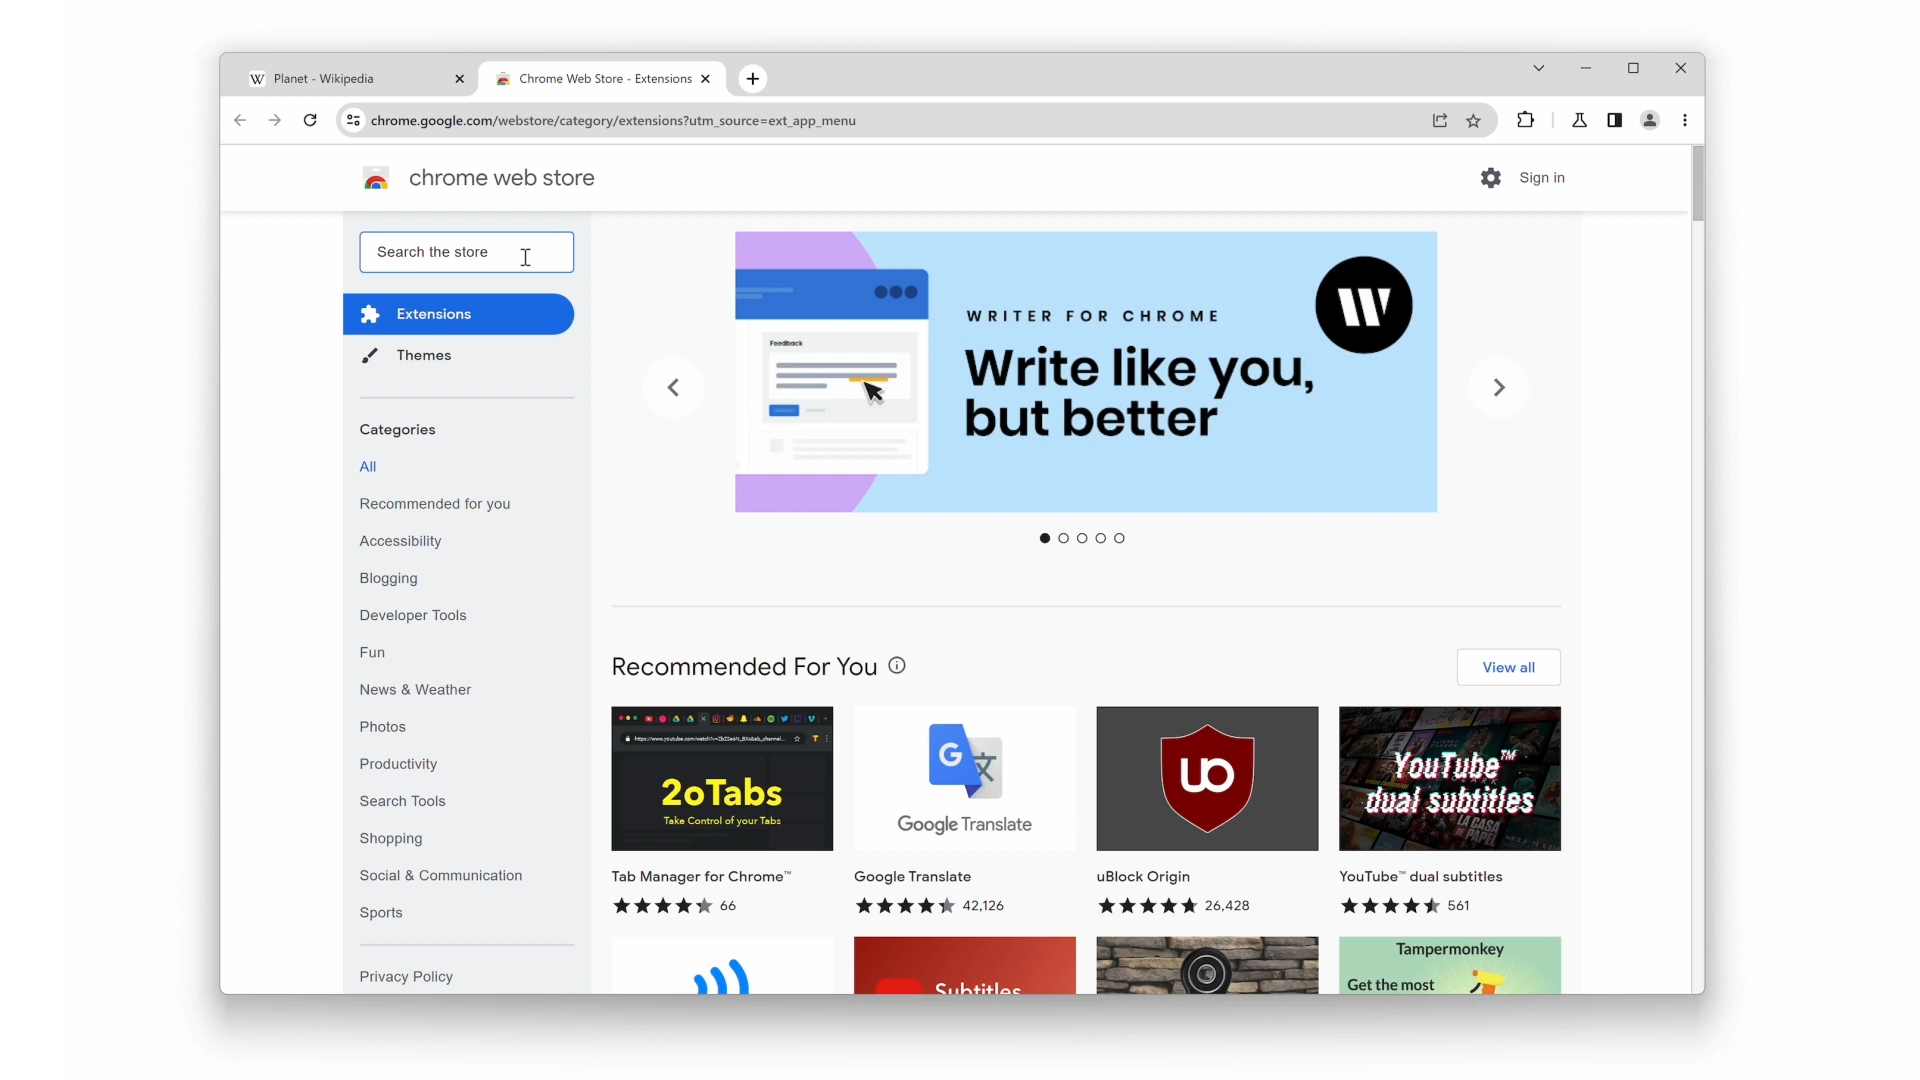 Planet - Wikipedia
Chrome Web Store - Extensions
chrome.google.com/webstore/category/extensions?utm_source=ext_app_menu
chrome web store
Sign in
Search the store
Extensions
Themes
Categories
All
Recommended for you
Accessibility
Blogging
Developer Tools
Fun
News & Weather
Photos
Productivity
Search Tools
Shopping
Social & Communication
Sports
Privacy Policy
Feedback
WRITER FOR CHROME
Write like you,
but better
Recommended For You
View all
2oTabs
Take Control of your Tabs
Google Translate
YouTube™
dual subtitles
LA CASA
DE PAPEL
Tab Manager for Chrome™
66
Google Translate
42,126
uBlock Origin
26,428
YouTube™ dual subtitles
561
Subtitles
Tampermonkey
Get the most